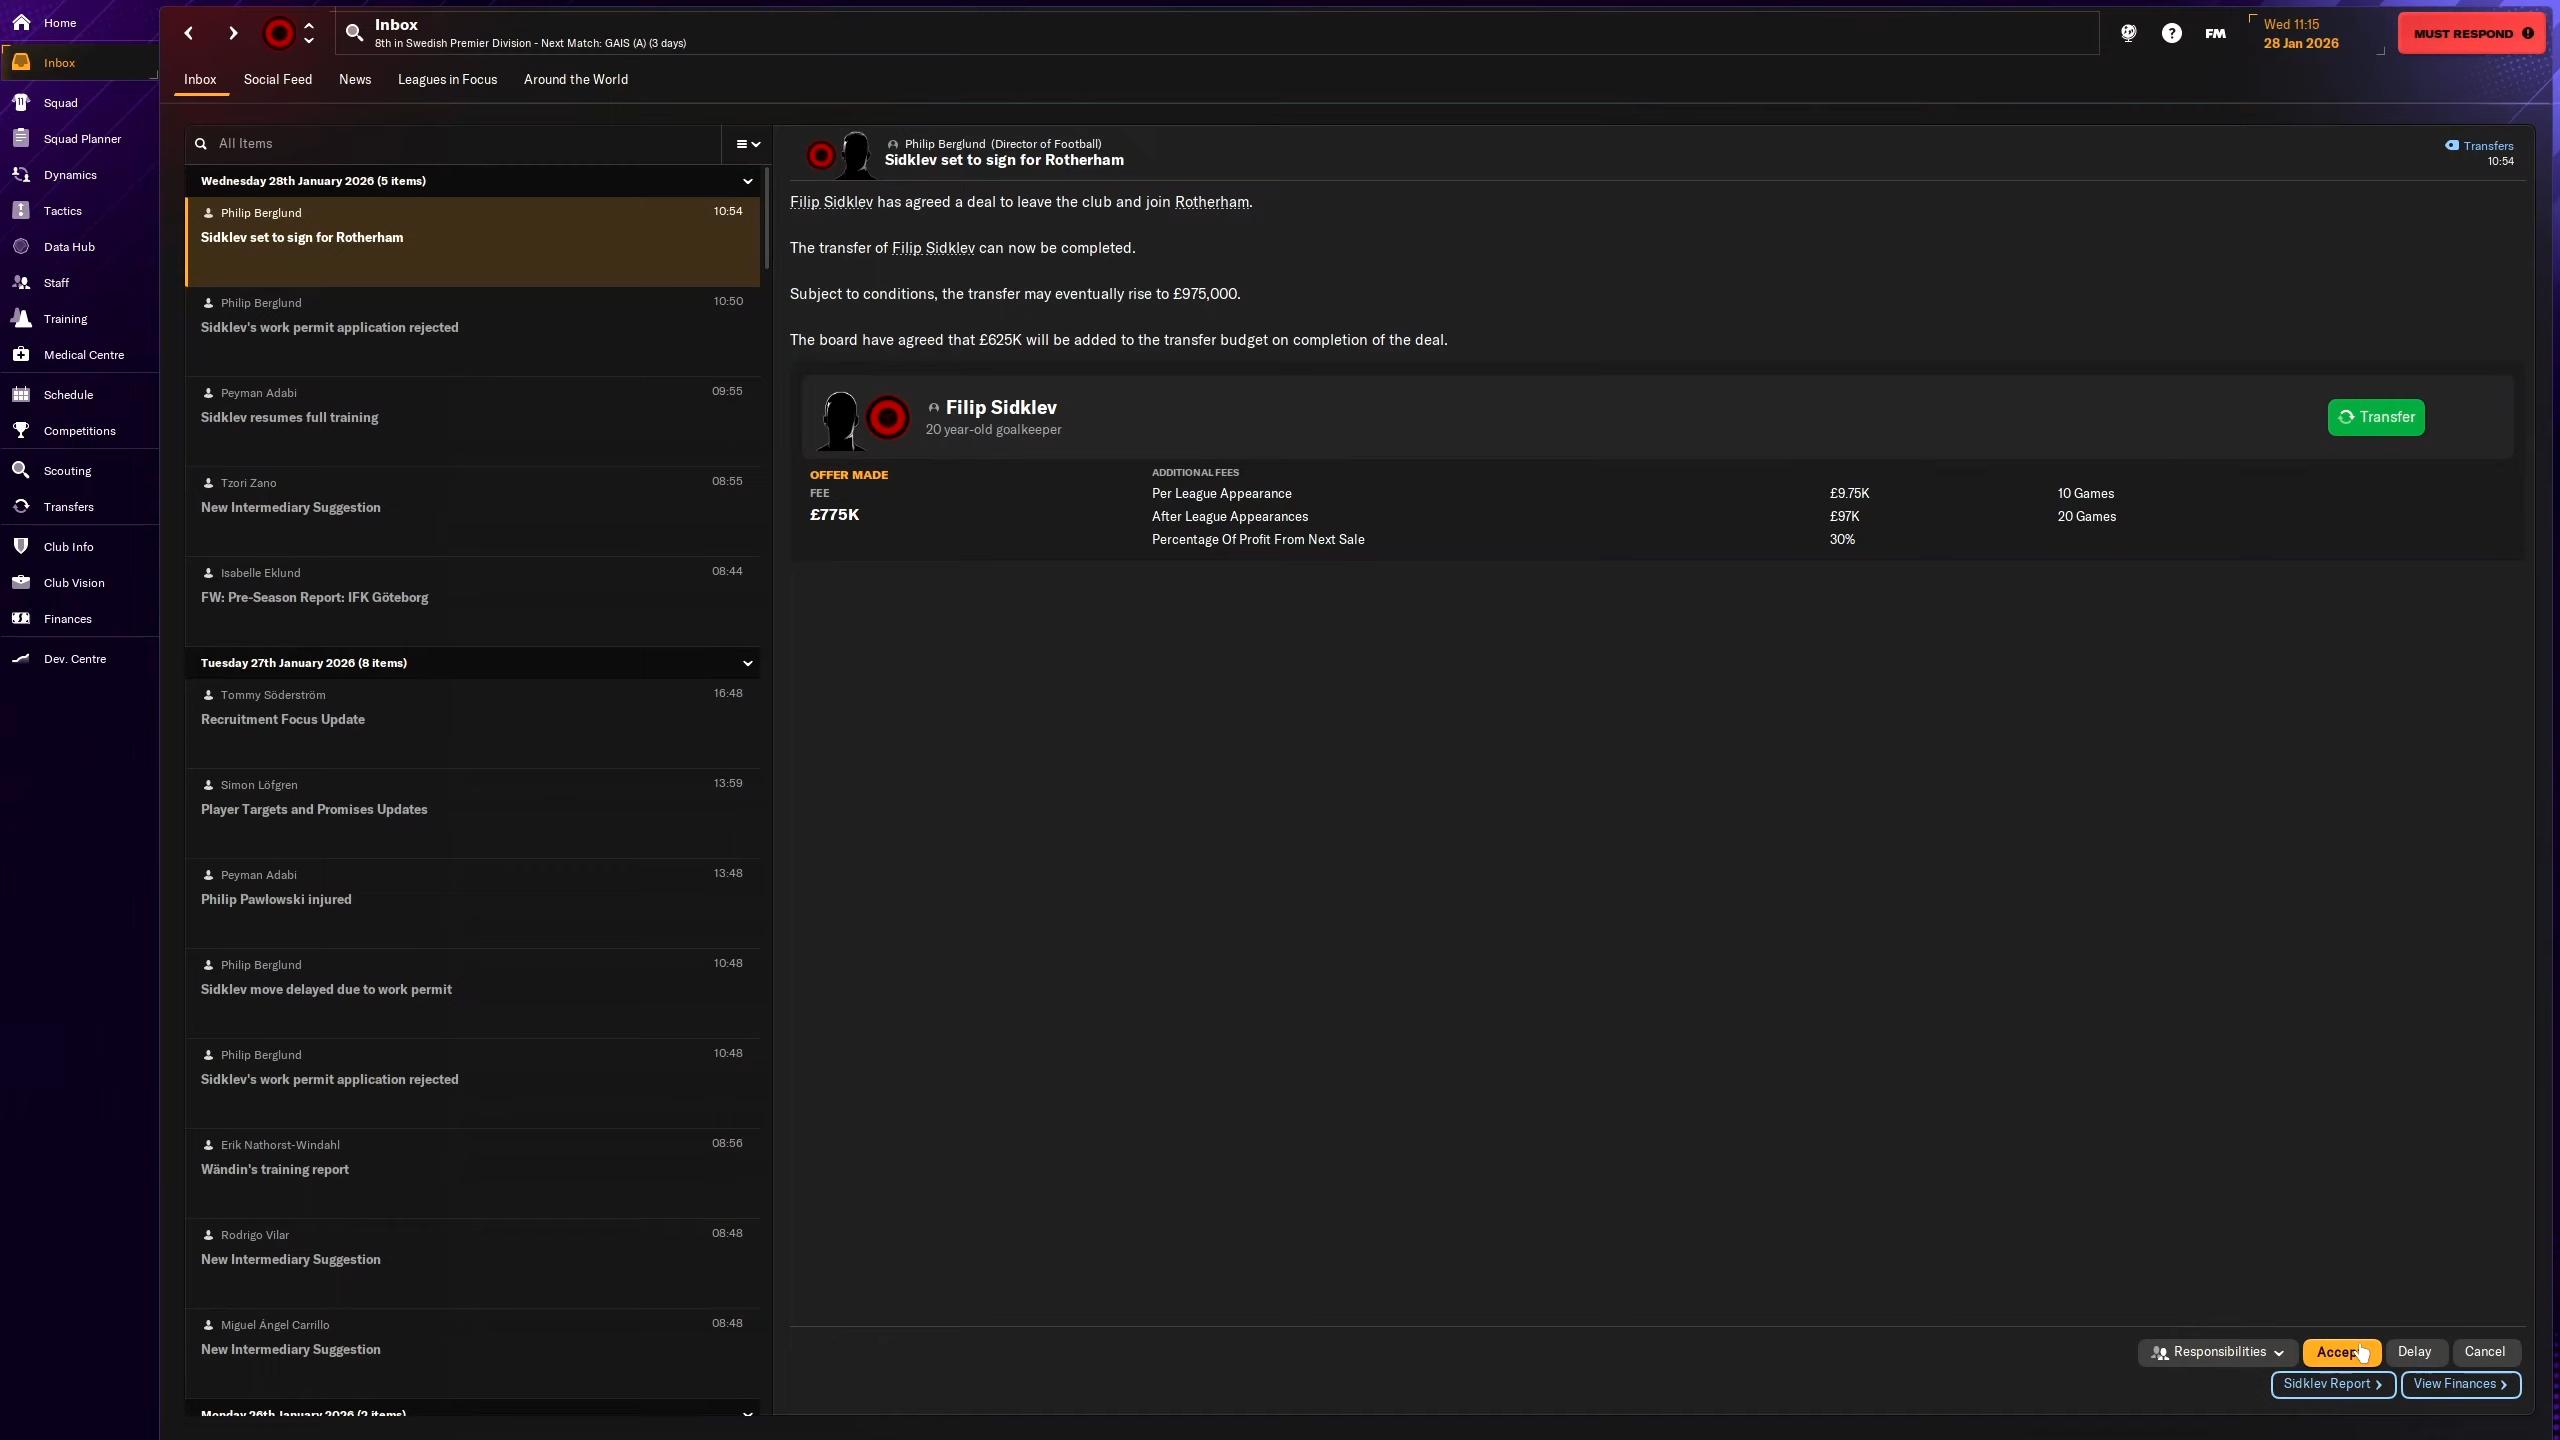 Home
Inbox
Squad
Squad Planner
Dynamics
Tactics
Data Hub
Staff
Training
Medical Centre
Schedule
Competitions
Scouting
Transfers
Club Info
Club Vision
Finances
Dev. Centre
Inbox
8th in Swedish Premier Division - Next Match: GAIS (A) (3 days)
FM
Wed 11:15
28 Jan 2026
MUST RESPOND
Inbox Social Feed News Leagues in Focus Around the World
All Items
Wednesday 28th January 2026 (5 items)
Philip Berglund 10:54
Sidklev set to sign for Rotherham
Philip Berglund 10:50
Sidklev's work permit application rejected
Peyman Adabi 09:55
Sidklev resumes full training
Tzori Zano 08:55
New Intermediary Suggestion
Isabelle Eklund 08:44
FW: Pre-Season Report: IFK Göteborg
Tuesday 27th January 2026 (8 items)
Tommy Söderström 16:48
Recruitment Focus Update
Simon Löfgren 13:59
Player Targets and Promises Updates
Peyman Adabi 13:48
Philip Pawlowski injured
Philip Berglund 10:48
Sidklev move delayed due to work permit
Philip Berglund 10:48
Sidklev's work permit application rejected
Erik Nathorst-Windahl 08:56
Wändin's training report
Rodrigo Vilar 08:48
New Intermediary Suggestion
Miguel Ángel Carrillo 08:48
New Intermediary Suggestion
Monday 26th January 2026 (2 items)
Philip Berglund (Director of Football)
Sidklev set to sign for Rotherham
Transfers
10:54
Filip Sidklev has agreed a deal to leave the club and join Rotherham.
The transfer of Filip Sidklev can now be completed.
Subject to conditions, the transfer may eventually rise to £975,000.
The board have agreed that £625K will be added to the transfer budget on completion of the deal.
Filip Sidklev
20 year-old goalkeeper
Transfer
OFFER MADE
FEE
£775K
ADDITIONAL FEES
Per League Appearance £9.75K 10 Games
After League Appearances £97K 20 Games
Percentage Of Profit From Next Sale 30%
Responsibilities Accep Delay Cancel
Sidklev Report View Finances